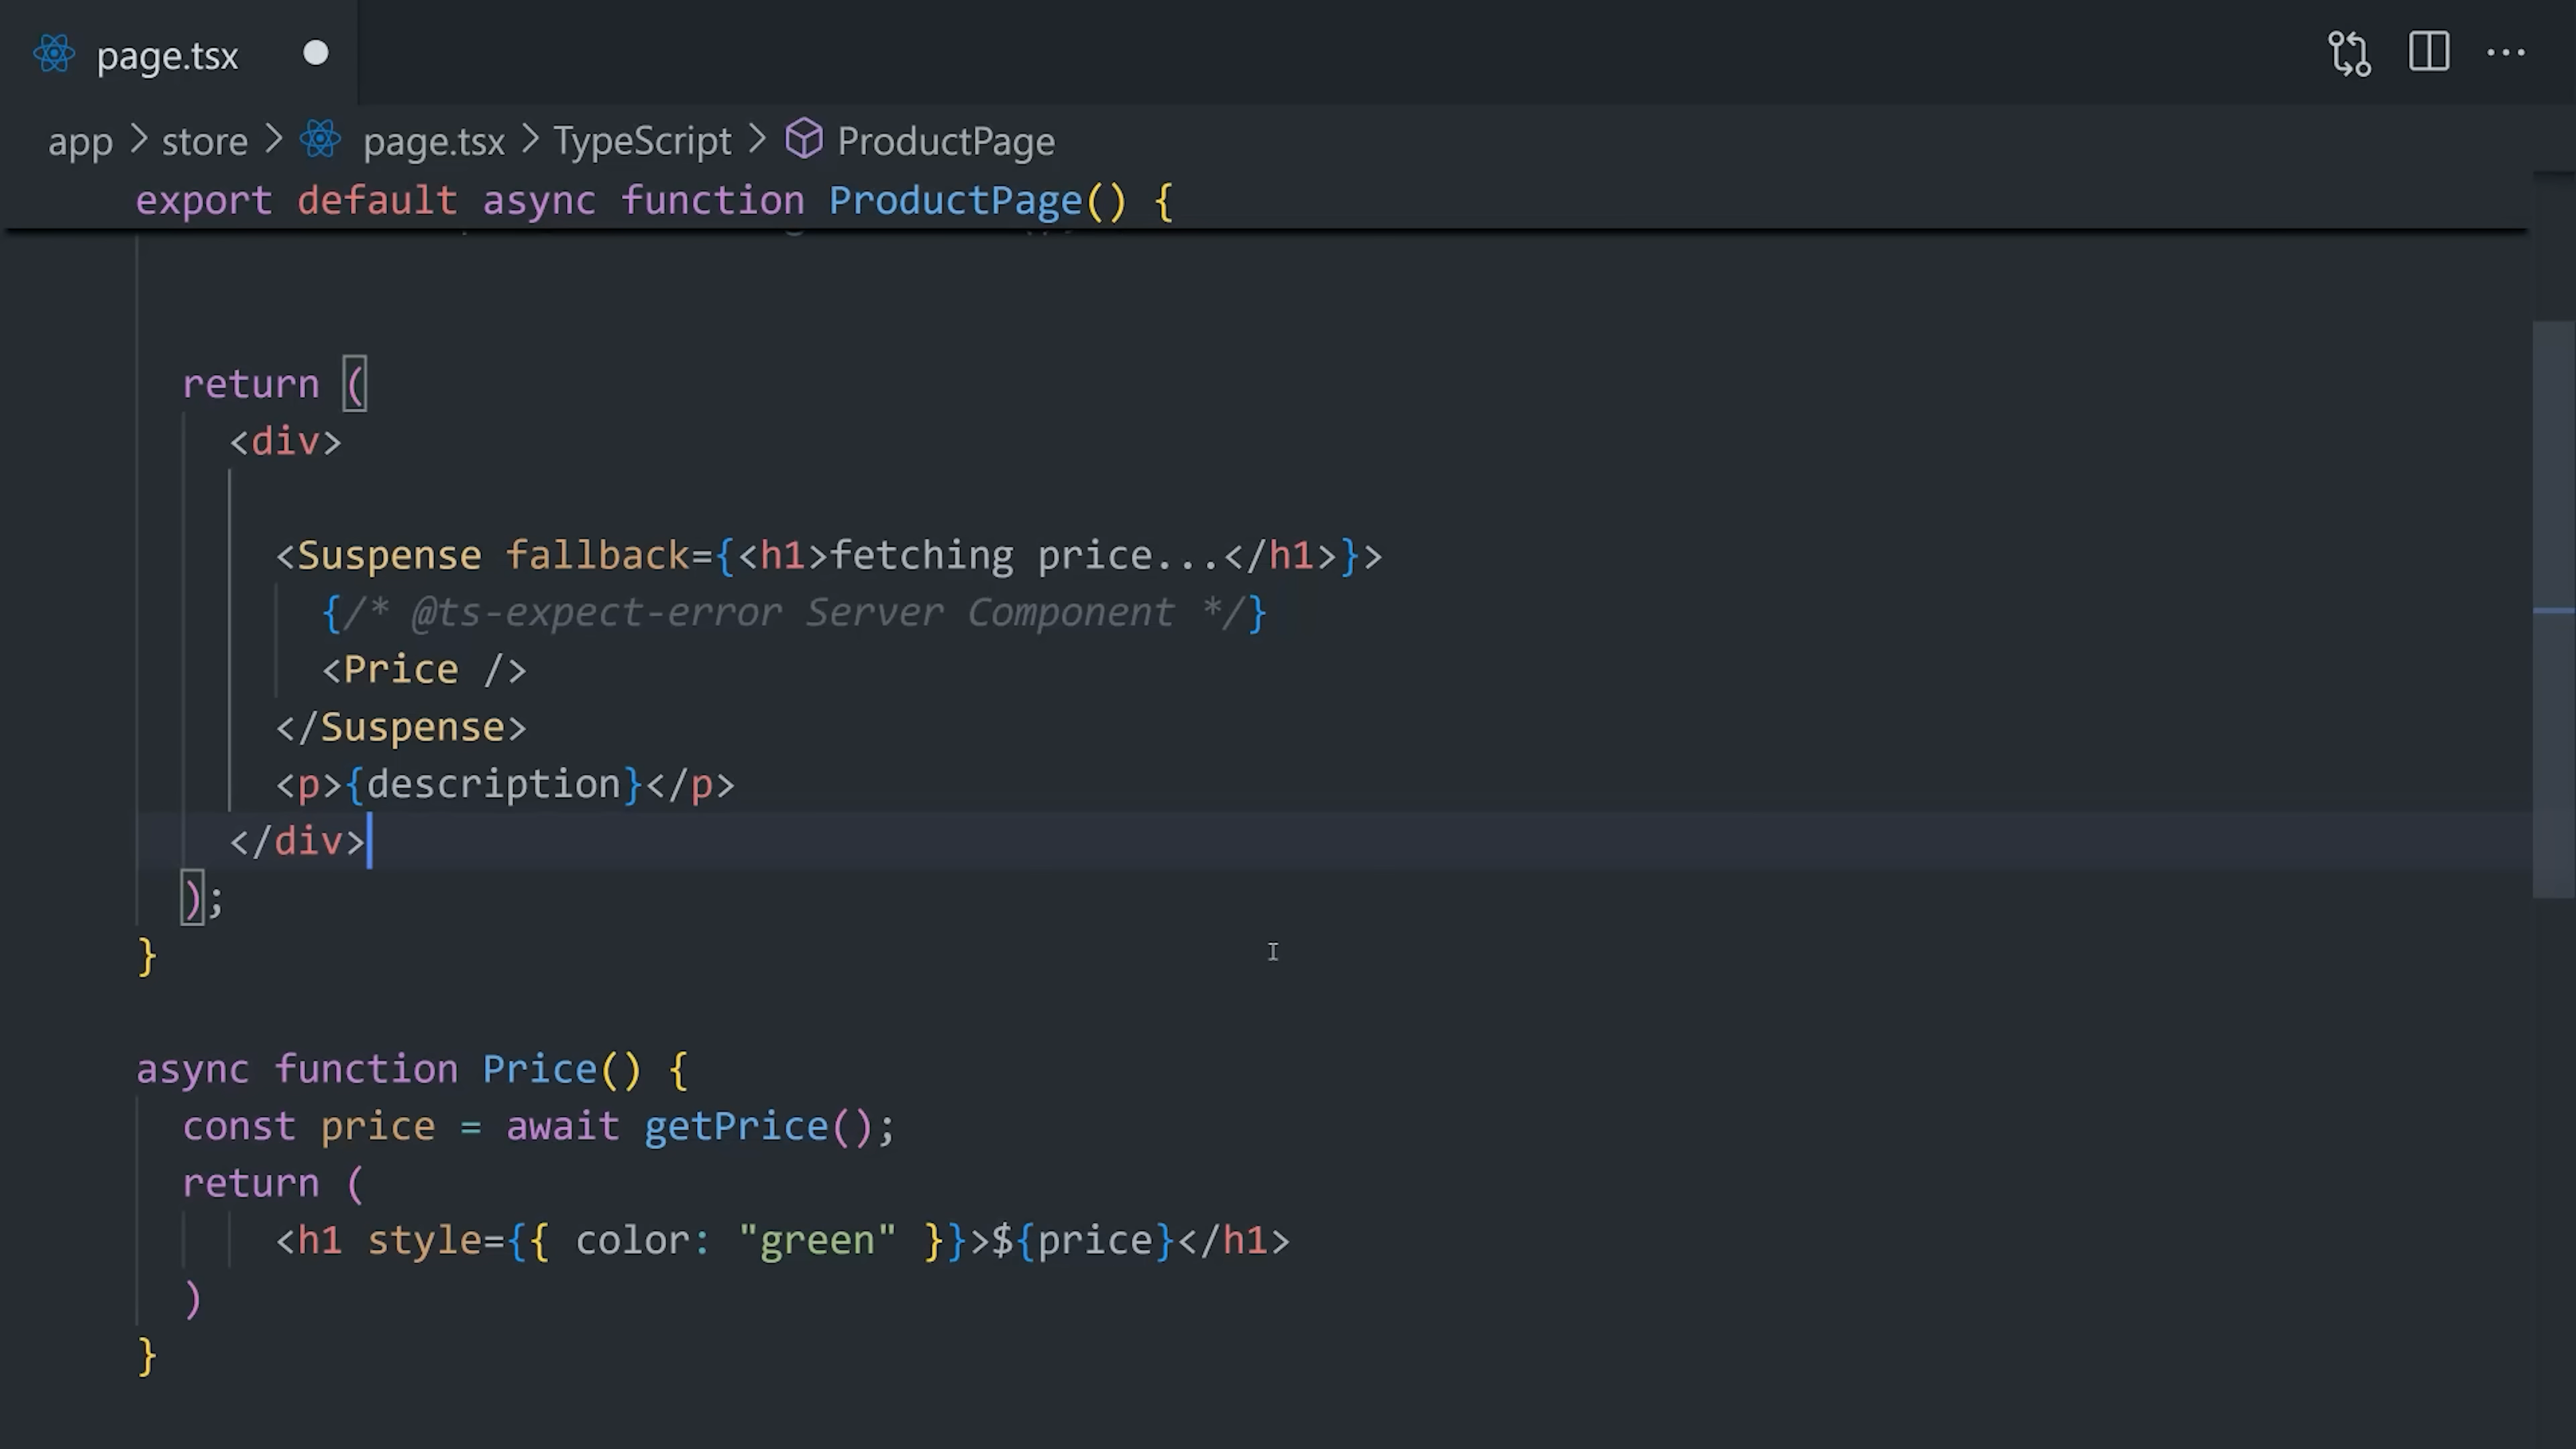 page.tsx
app > store > page.tsx > TypeScript > ProductPage
export default async function ProductPage() {
return (
<div>
<Suspense fallback={<h1>fetching price...</h1>}>
{/* @ts-expect-error Server Component */}
<Price />
</Suspense>
<p>{description}</p>
</div>
);
}
async function Price() {
const price = await getPrice();
return (
<h1 style={{ color: "green" }}>${price}</h1>
)
}